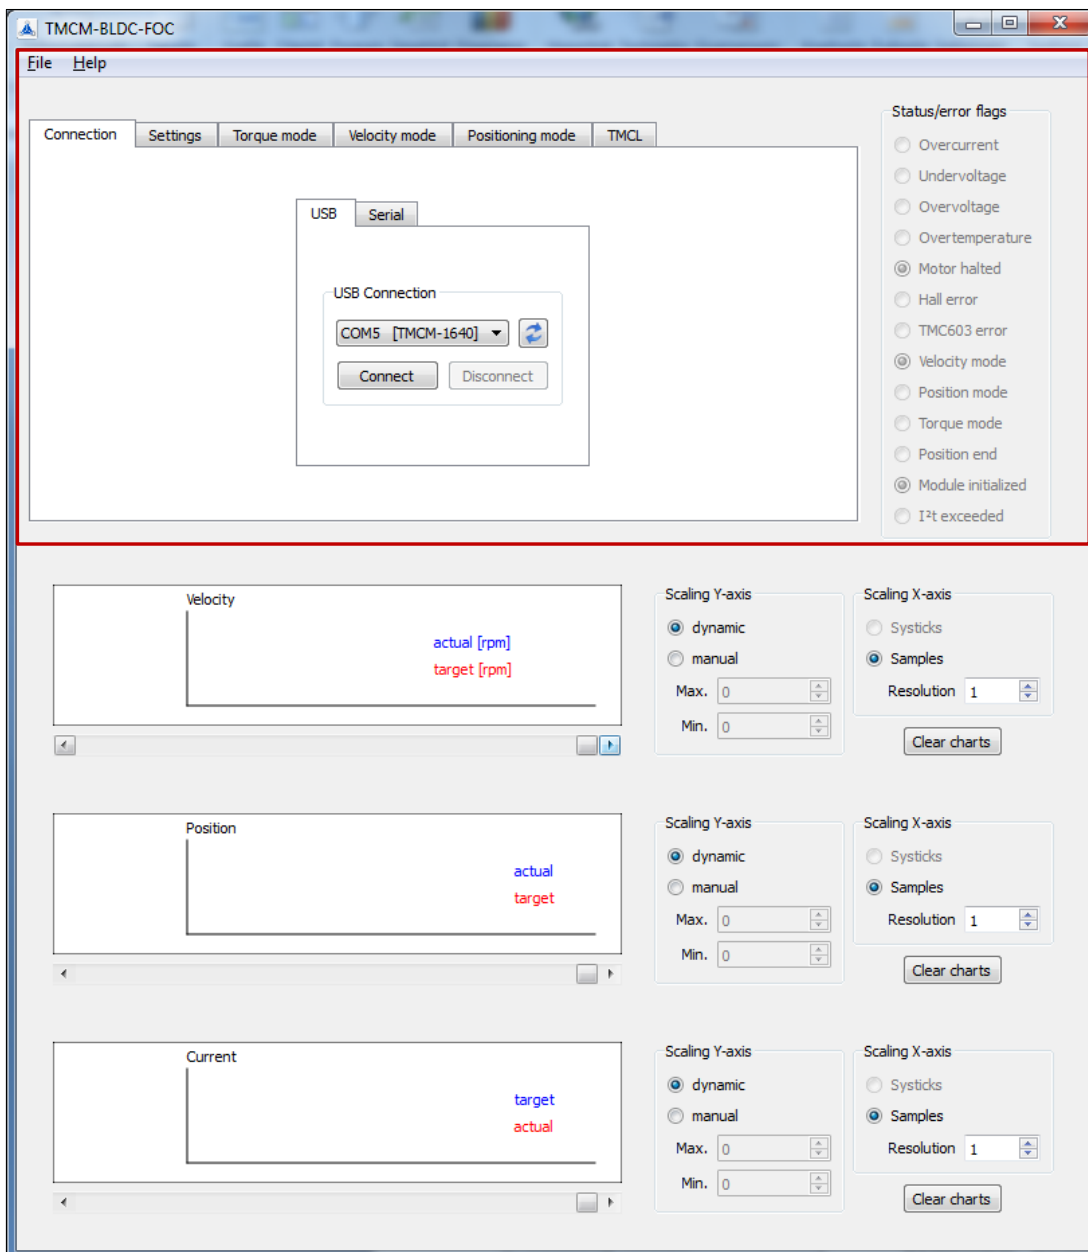 TMCM-BLDC-FOC
File Help
Connection Settings Torque mode Velocity mode Positioning mode TMCL
USB Serial
USB Connection
COM5 [TMCM-1640]
Connect Disconnect
Status/error flags
Overcurrent
Undervoltage
Overvoltage
Overtemperature
Motor halted
Hall error
TMC603 error
Velocity mode
Position mode
Torque mode
Position end
Module initialized
I²t exceeded
Velocity
actual [rpm]
target [rpm]
Scaling Y-axis
dynamic
manual
Max. 0
Min. 0
Scaling X-axis
Systicks
Samples
Resolution 1
Clear charts
Position
actual
target
Scaling Y-axis
dynamic
manual
Max. 0
Min. 0
Scaling X-axis
Systicks
Samples
Resolution 1
Clear charts
Current
target
actual
Scaling Y-axis
dynamic
manual
Max. 0
Min. 0
Scaling X-axis
Systicks
Samples
Resolution 1
Clear charts